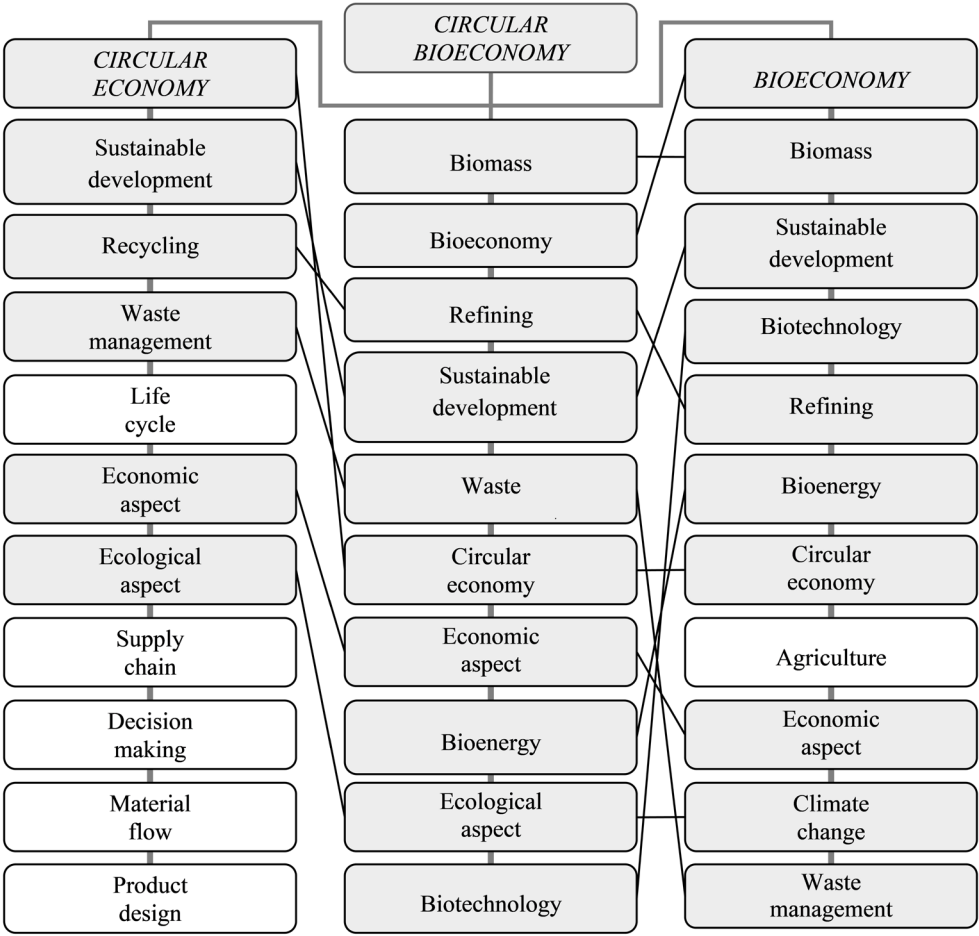 CIRCULAR
BIOECONOMY
CIRCULAR
ECONOMY
Sustainable
development
Recycling
Waste
management
Life
cycle
Economic
aspect
Ecological
aspect
Supply
chain
Decision
making
Material
flow
Product
design
Biomass
Bioeconomy
Refining
Sustainable
development
Waste
Circular
economy
Economic
aspect
Bioenergy
Ecological
aspect
Biotechnology
BIOECONOMY
Biomass
Sustainable
development
Biotechnology
Refining
Bioenergy
Circular
economy
Agriculture
Economic
aspect
Climate
change
Waste
management